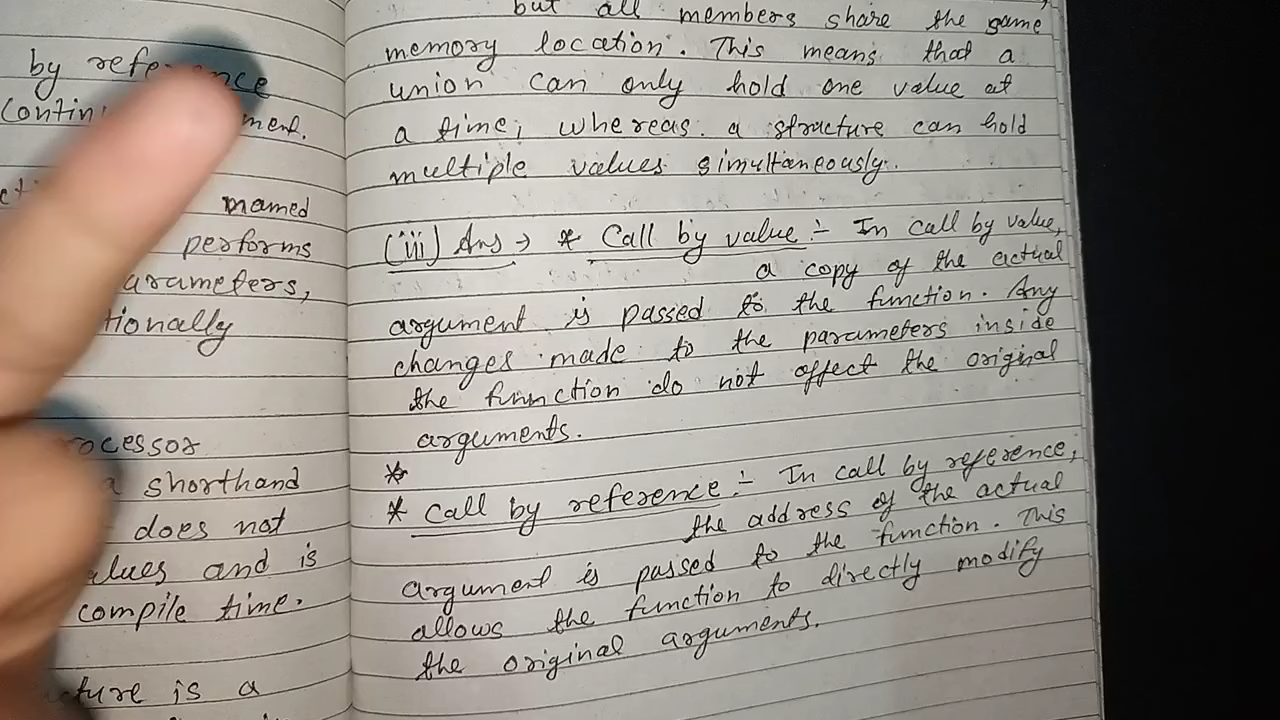 by reference
ment.
named
performs
arameters,
tionally
ocessor
a shorthand
does not
alues and is
compile time.
ture is a
but all members share the same
memory location. This means that a
union can only hold one value at
a time; whereas. a structure can hold
multiple values simultaneously.
(iii) Ans → * Call by value :- In call by value,
a copy of the actual
argument is passed to the function. Any
changes made to the parameters inside
the function do not affect the original
arguments.
*
* Call by reference :- In call by reference,
the address of the actual
argument is passed to the function. This
allows the function to directly modify
the original arguments.